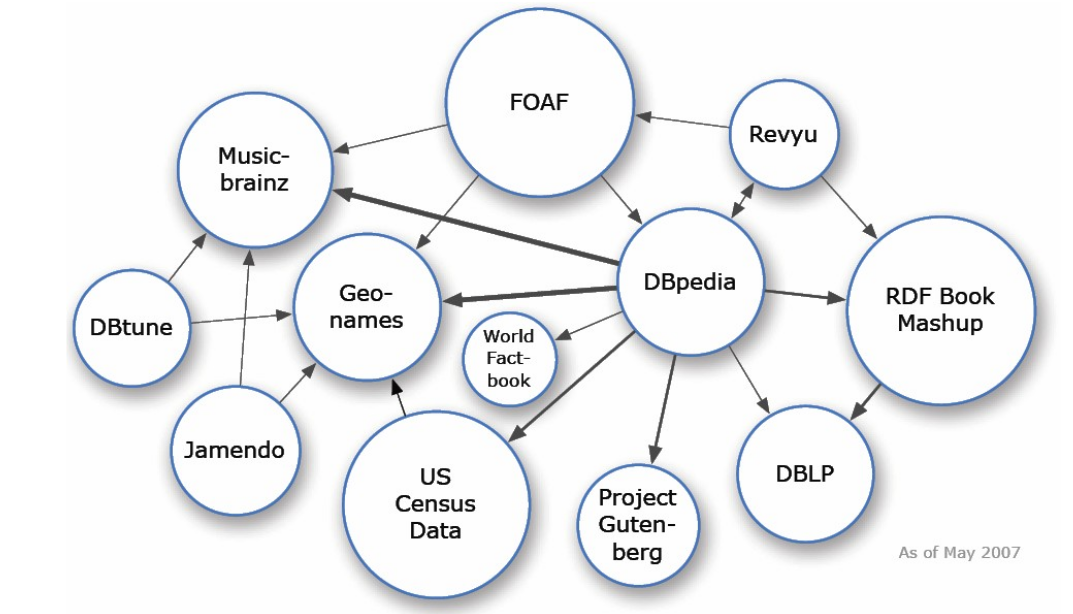 FOAF
Revyu
Music-
brainz
DBpedia
RDF Book
Mashup
Geo-
names
DBtune
World
Fact-
book
Jamendo
US
Census
Data
Project
Guten-
berg
DBLP
As of May 2007